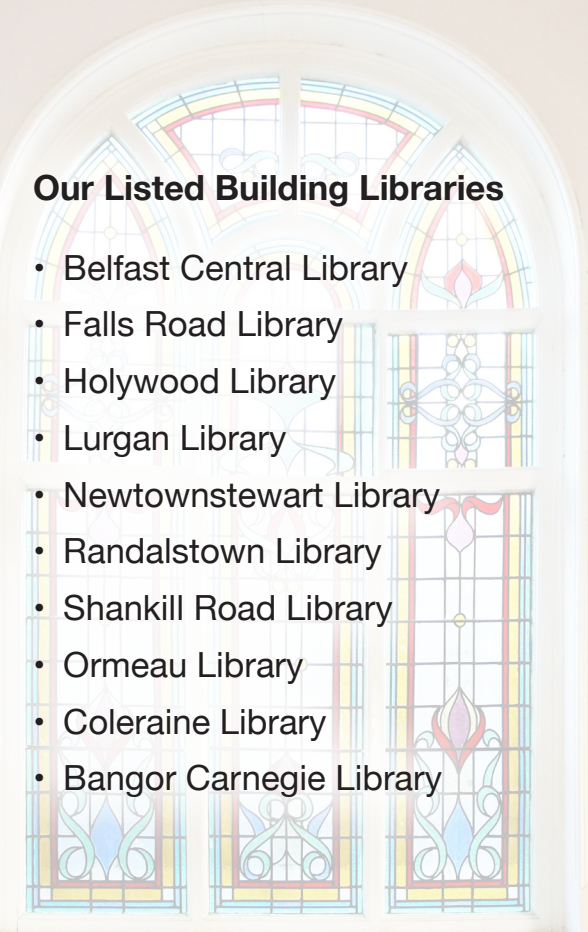 Our Listed Building Libraries
• Belfast Central Library
• Falls Road Library
• Holywood Library
• Lurgan Library
• Newtownstewart Library
• Randalstown Library
• Shankill Road Library
• Ormeau Library
• Coleraine Library
• Bangor Carnegie Library